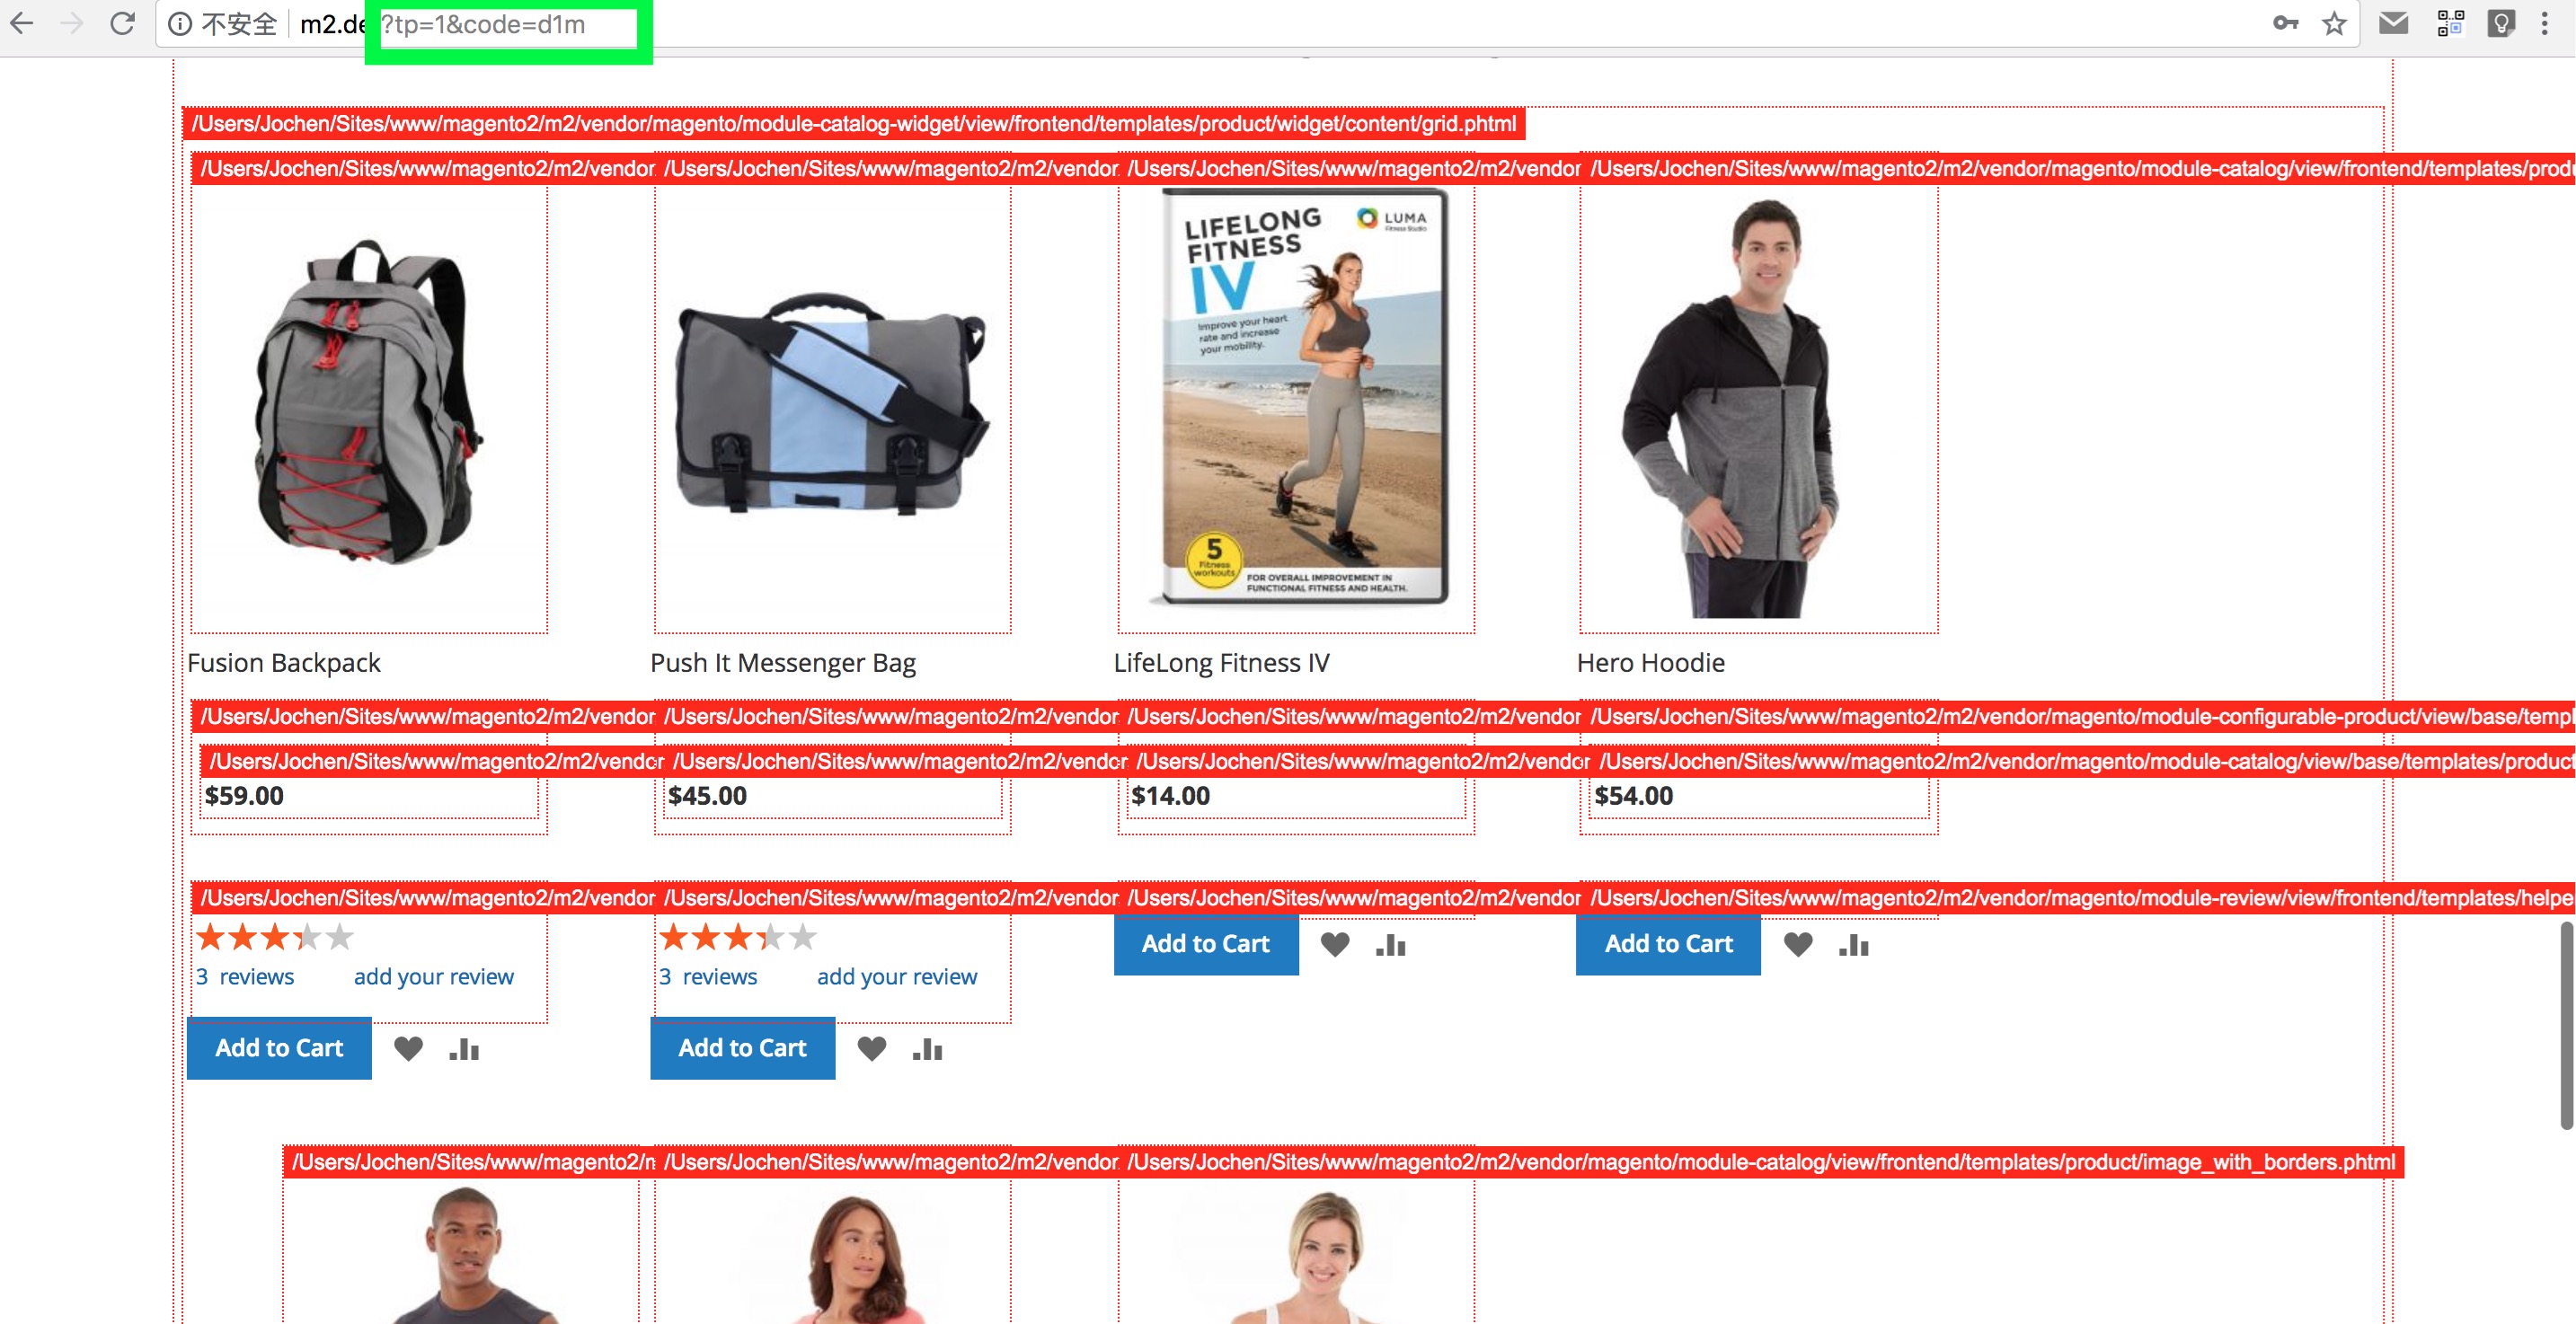 不安全 m2.de ?tp=1&code=d1m
/Users/Jochen/Sites/www/magento2/m2/vendor/magento/module-catalog-widget/view/frontend/templates/product/widget/content/grid.phtml
/Users/Jochen/Sites/www/magento2/m2/vendor /Users/Jochen/Sites/www/magento2/m2/vendor /Users/Jochen/Sites/www/magento2/m2/vendor /Users/Jochen/Sites/www/magento2/m2/vendor/magento/module-catalog/view/frontend/templates/produ
LIFELONG
FITNESS
IV
LUMA
Fitness Studio
Improve your heart
rate and increase
your mobility.
5
Fitness
workouts
FOR OVERALL IMPROVEMENT IN
FUNCTIONAL FITNESS AND HEALTH.
Fusion Backpack Push It Messenger Bag LifeLong Fitness IV Hero Hoodie
/Users/Jochen/Sites/www/magento2/m2/vendor /Users/Jochen/Sites/www/magento2/m2/vendor /Users/Jochen/Sites/www/magento2/m2/vendor /Users/Jochen/Sites/www/magento2/m2/vendor/magento/module-configurable-product/view/base/templ
/Users/Jochen/Sites/www/magento2/m2/vendor /Users/Jochen/Sites/www/magento2/m2/vendor /Users/Jochen/Sites/www/magento2/m2/vendor /Users/Jochen/Sites/www/magento2/m2/vendor/magento/module-catalog/view/base/templates/product
$59.00 $45.00 $14.00 $54.00
/Users/Jochen/Sites/www/magento2/m2/vendor /Users/Jochen/Sites/www/magento2/m2/vendor /Users/Jochen/Sites/www/magento2/m2/vendor /Users/Jochen/Sites/www/magento2/m2/vendor/magento/module-review/view/frontend/templates/helpe
Add to Cart Add to Cart
3 reviews add your review 3 reviews add your review
Add to Cart Add to Cart
/Users/Jochen/Sites/www/magento2/ /Users/Jochen/Sites/www/magento2/m2/vendor /Users/Jochen/Sites/www/magento2/m2/vendor/magento/module-catalog/view/frontend/templates/product/image_with_borders.phtml